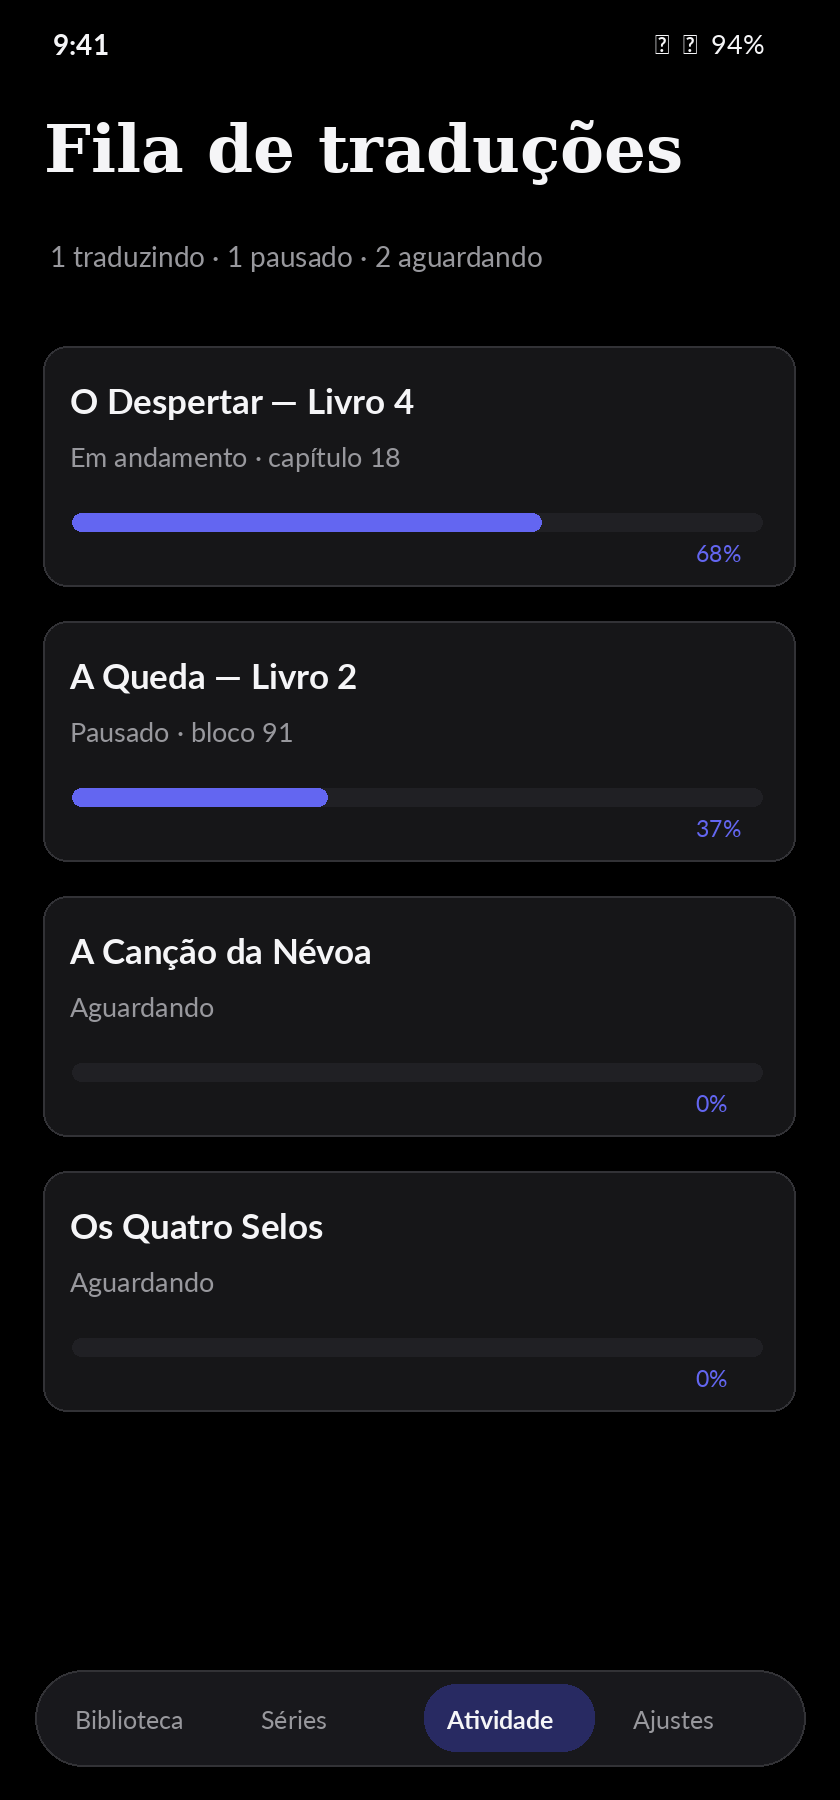 9:41
94%
Fila de traduções
1 traduzindo · 1 pausado · 2 aguardando
O Despertar — Livro 4
Em andamento · capítulo 18
68%
A Queda — Livro 2
Pausado · bloco 91
37%
A Canção da Névoa
Aguardando
0%
Os Quatro Selos
Aguardando
0%
Biblioteca Séries Atividade Ajustes